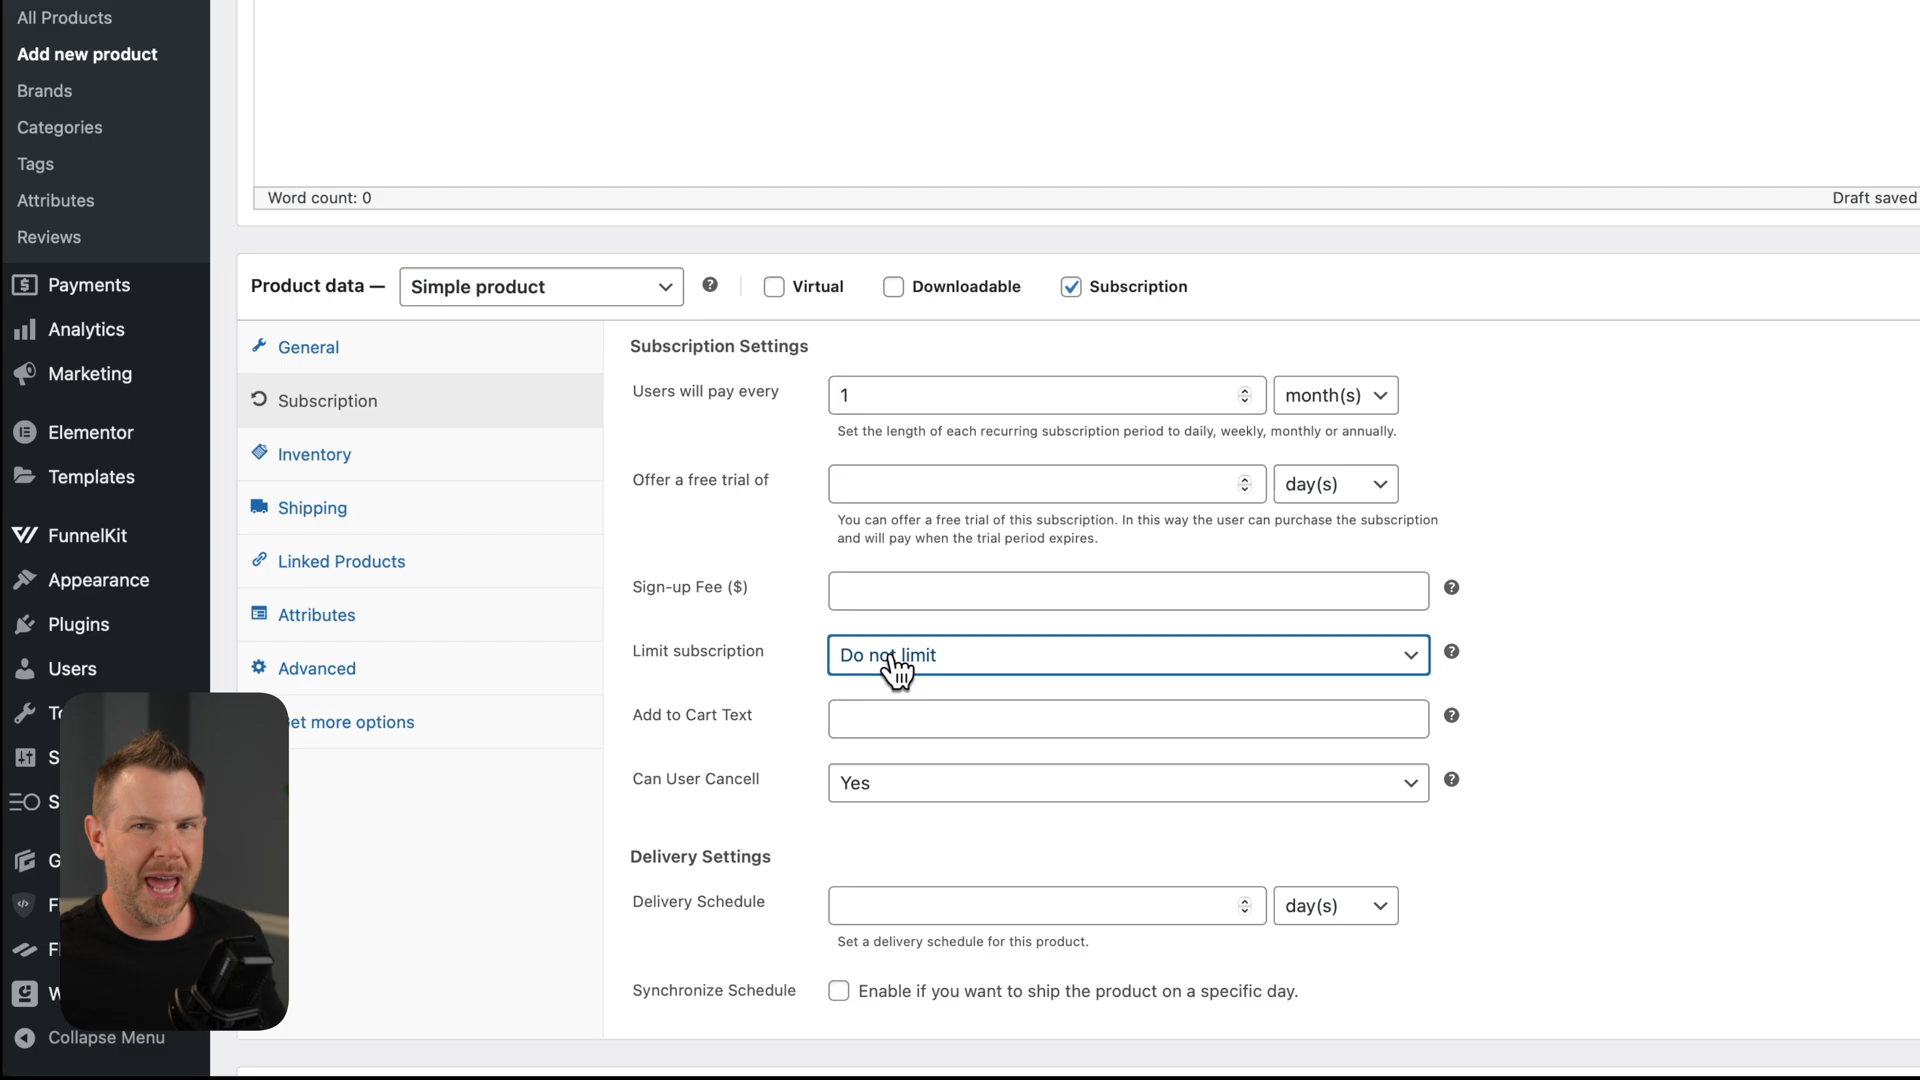 All Products
Add new product
Brands
Categories
Tags
Attributes
Reviews
Payments
Analytics
Marketing
Elementor
Templates
FunnelKit
Appearance
Plugins
Users
Collapse Menu
Word count: 0
Draft saved
Product data —
Simple product
Virtual
Downloadable
Subscription
General
Subscription
Inventory
Shipping
Linked Products
Attributes
Advanced
et more options
Subscription Settings
Users will pay every
1
month(s)
Set the length of each recurring subscription period to daily, weekly, monthly or annually.
Offer a free trial of
day(s)
You can offer a free trial of this subscription. In this way the user can purchase the subscription
and will pay when the trial period expires.
Sign-up Fee ($)
Limit subscription
Do not limit
Add to Cart Text
Can User Cancell
Yes
Delivery Settings
Delivery Schedule
day(s)
Set a delivery schedule for this product.
Synchronize Schedule
Enable if you want to ship the product on a specific day.